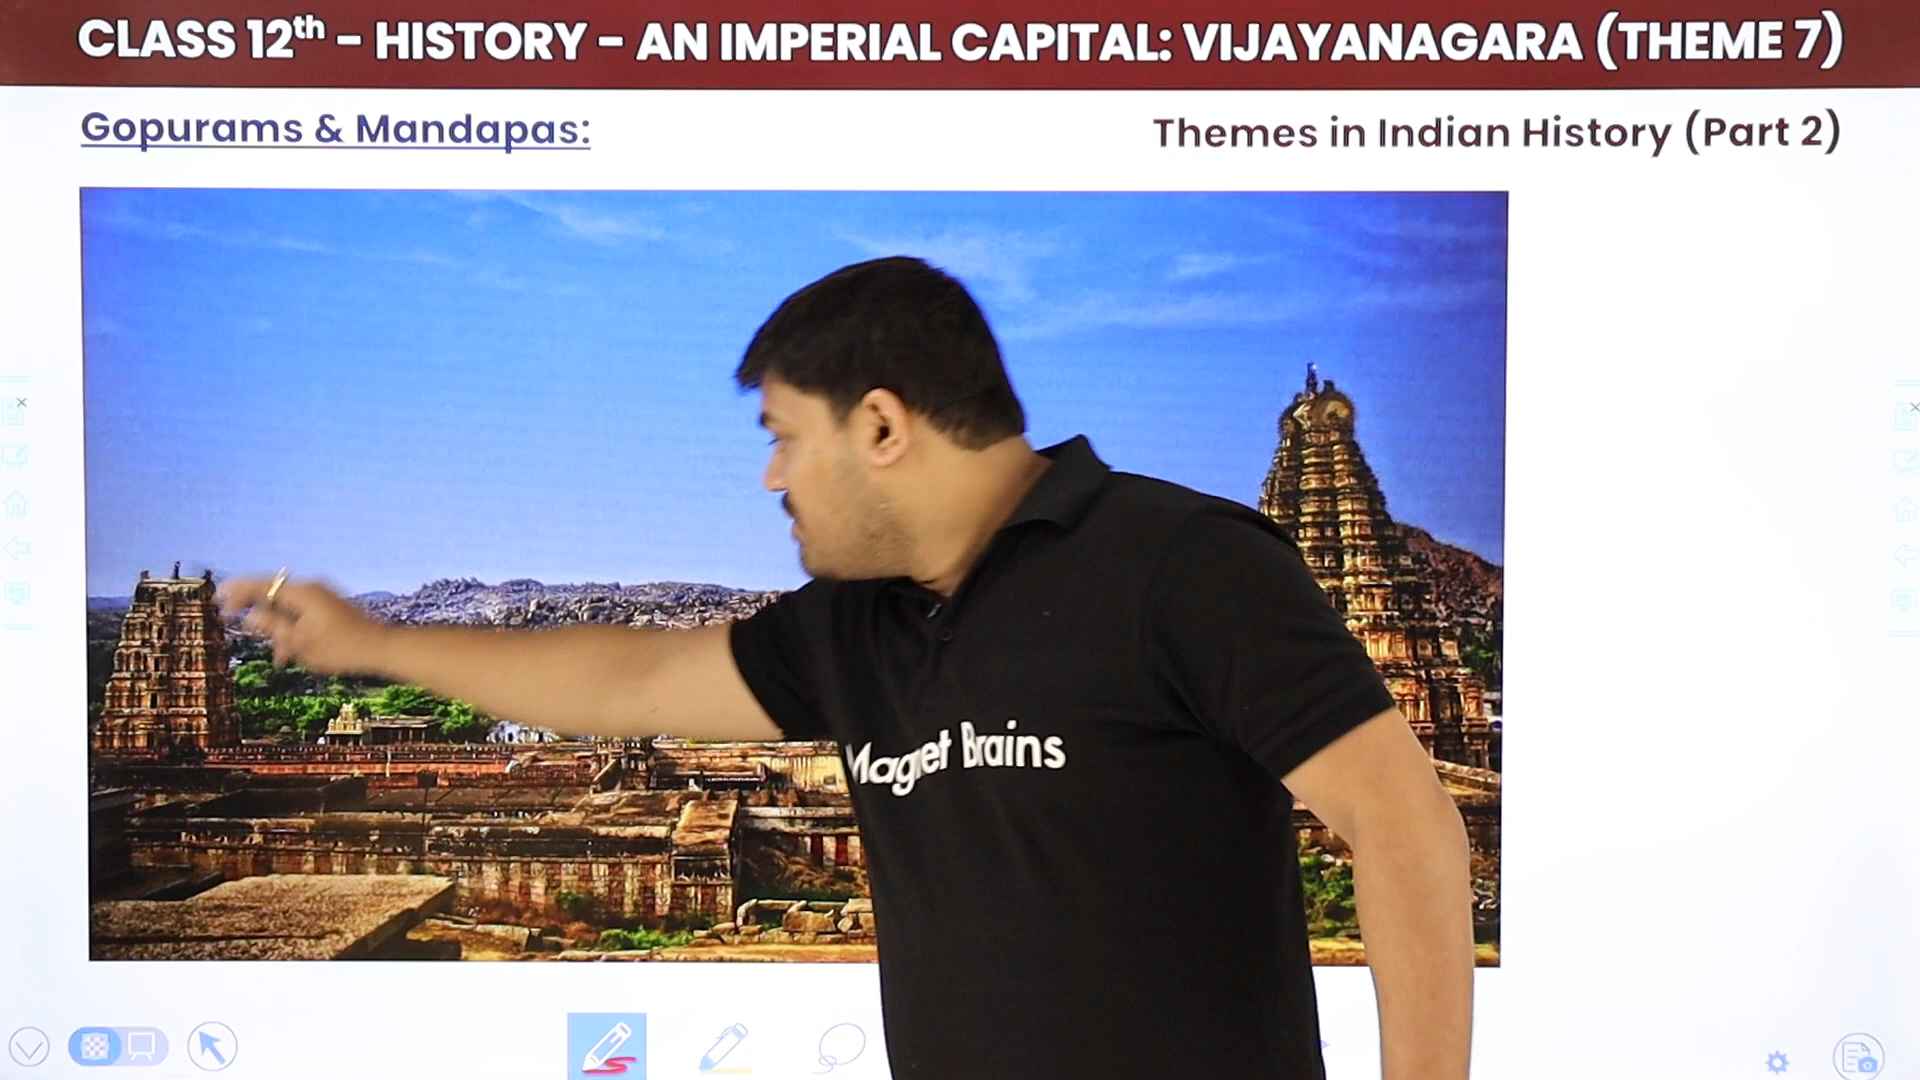 CLASS 12th - HISTORY - AN IMPERIAL CAPITAL: VIJAYANAGARA (THEME 7)
Gopurams & Mandapas:
Themes in Indian History (Part 2)
Magnet Brains